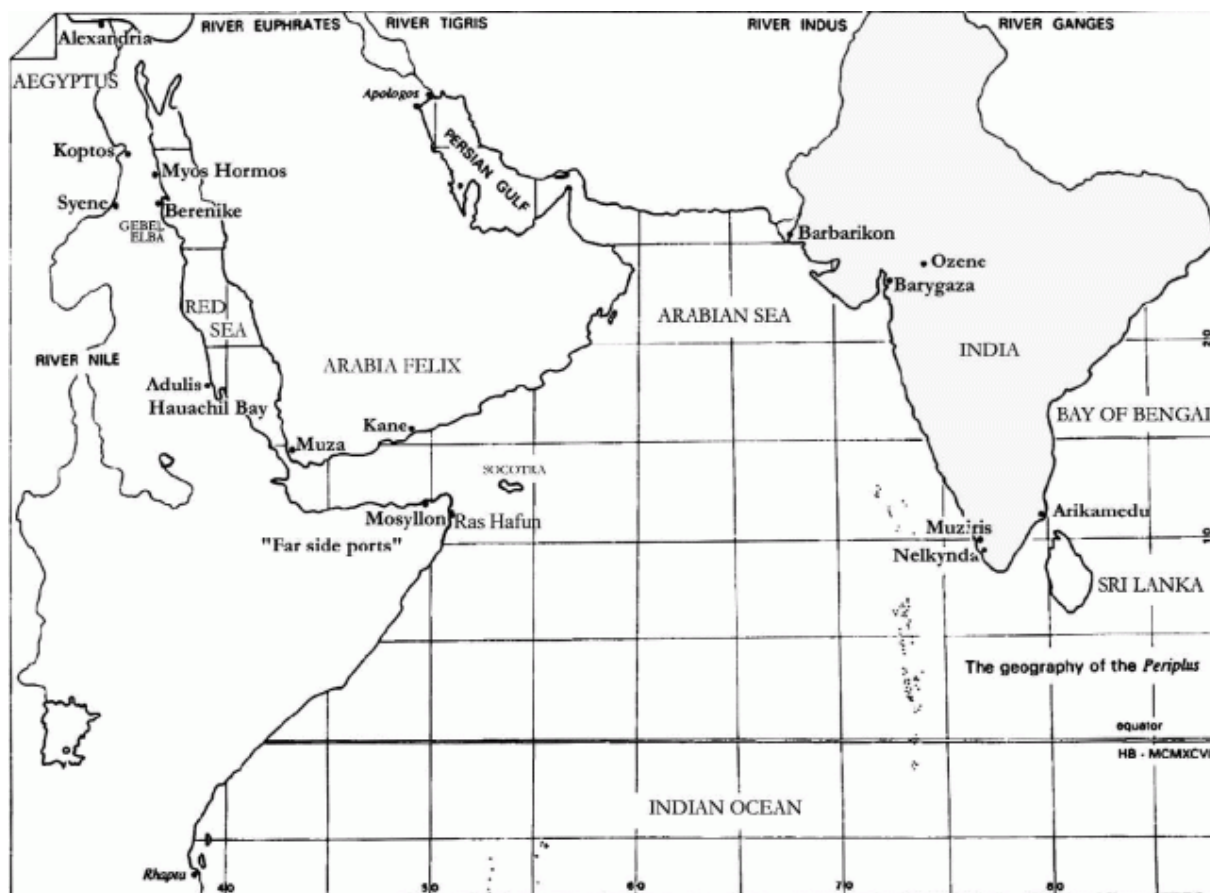 RIVER EUPHRATES
RIVER TIGRIS
RIVER INDUS
RIVER GANGES
Alexandria
AEGYPTUS
Apologos
PERSIAN GULF
Koptos
Myos Hormos
Syene
Berenike
GEBEL
ELBA
Barbarikon
Ozene
Barygaza
RED
SEA
ARABIAN SEA
INDIA
20
RIVER NILE
ARABIA FELIX
Adulis
Hauachil Bay
Kane
Muza
BAY OF BENGAL
SOCOTRA
Mosyllon
Ras Hafun
"Far side ports"
Arikamedu
Muziris
Nelkynda
10
SRI LANKA
The geography of the Periplus
equator
HB - MCMXCVI
INDIAN OCEAN
Rhapta
40
50
60
70
80